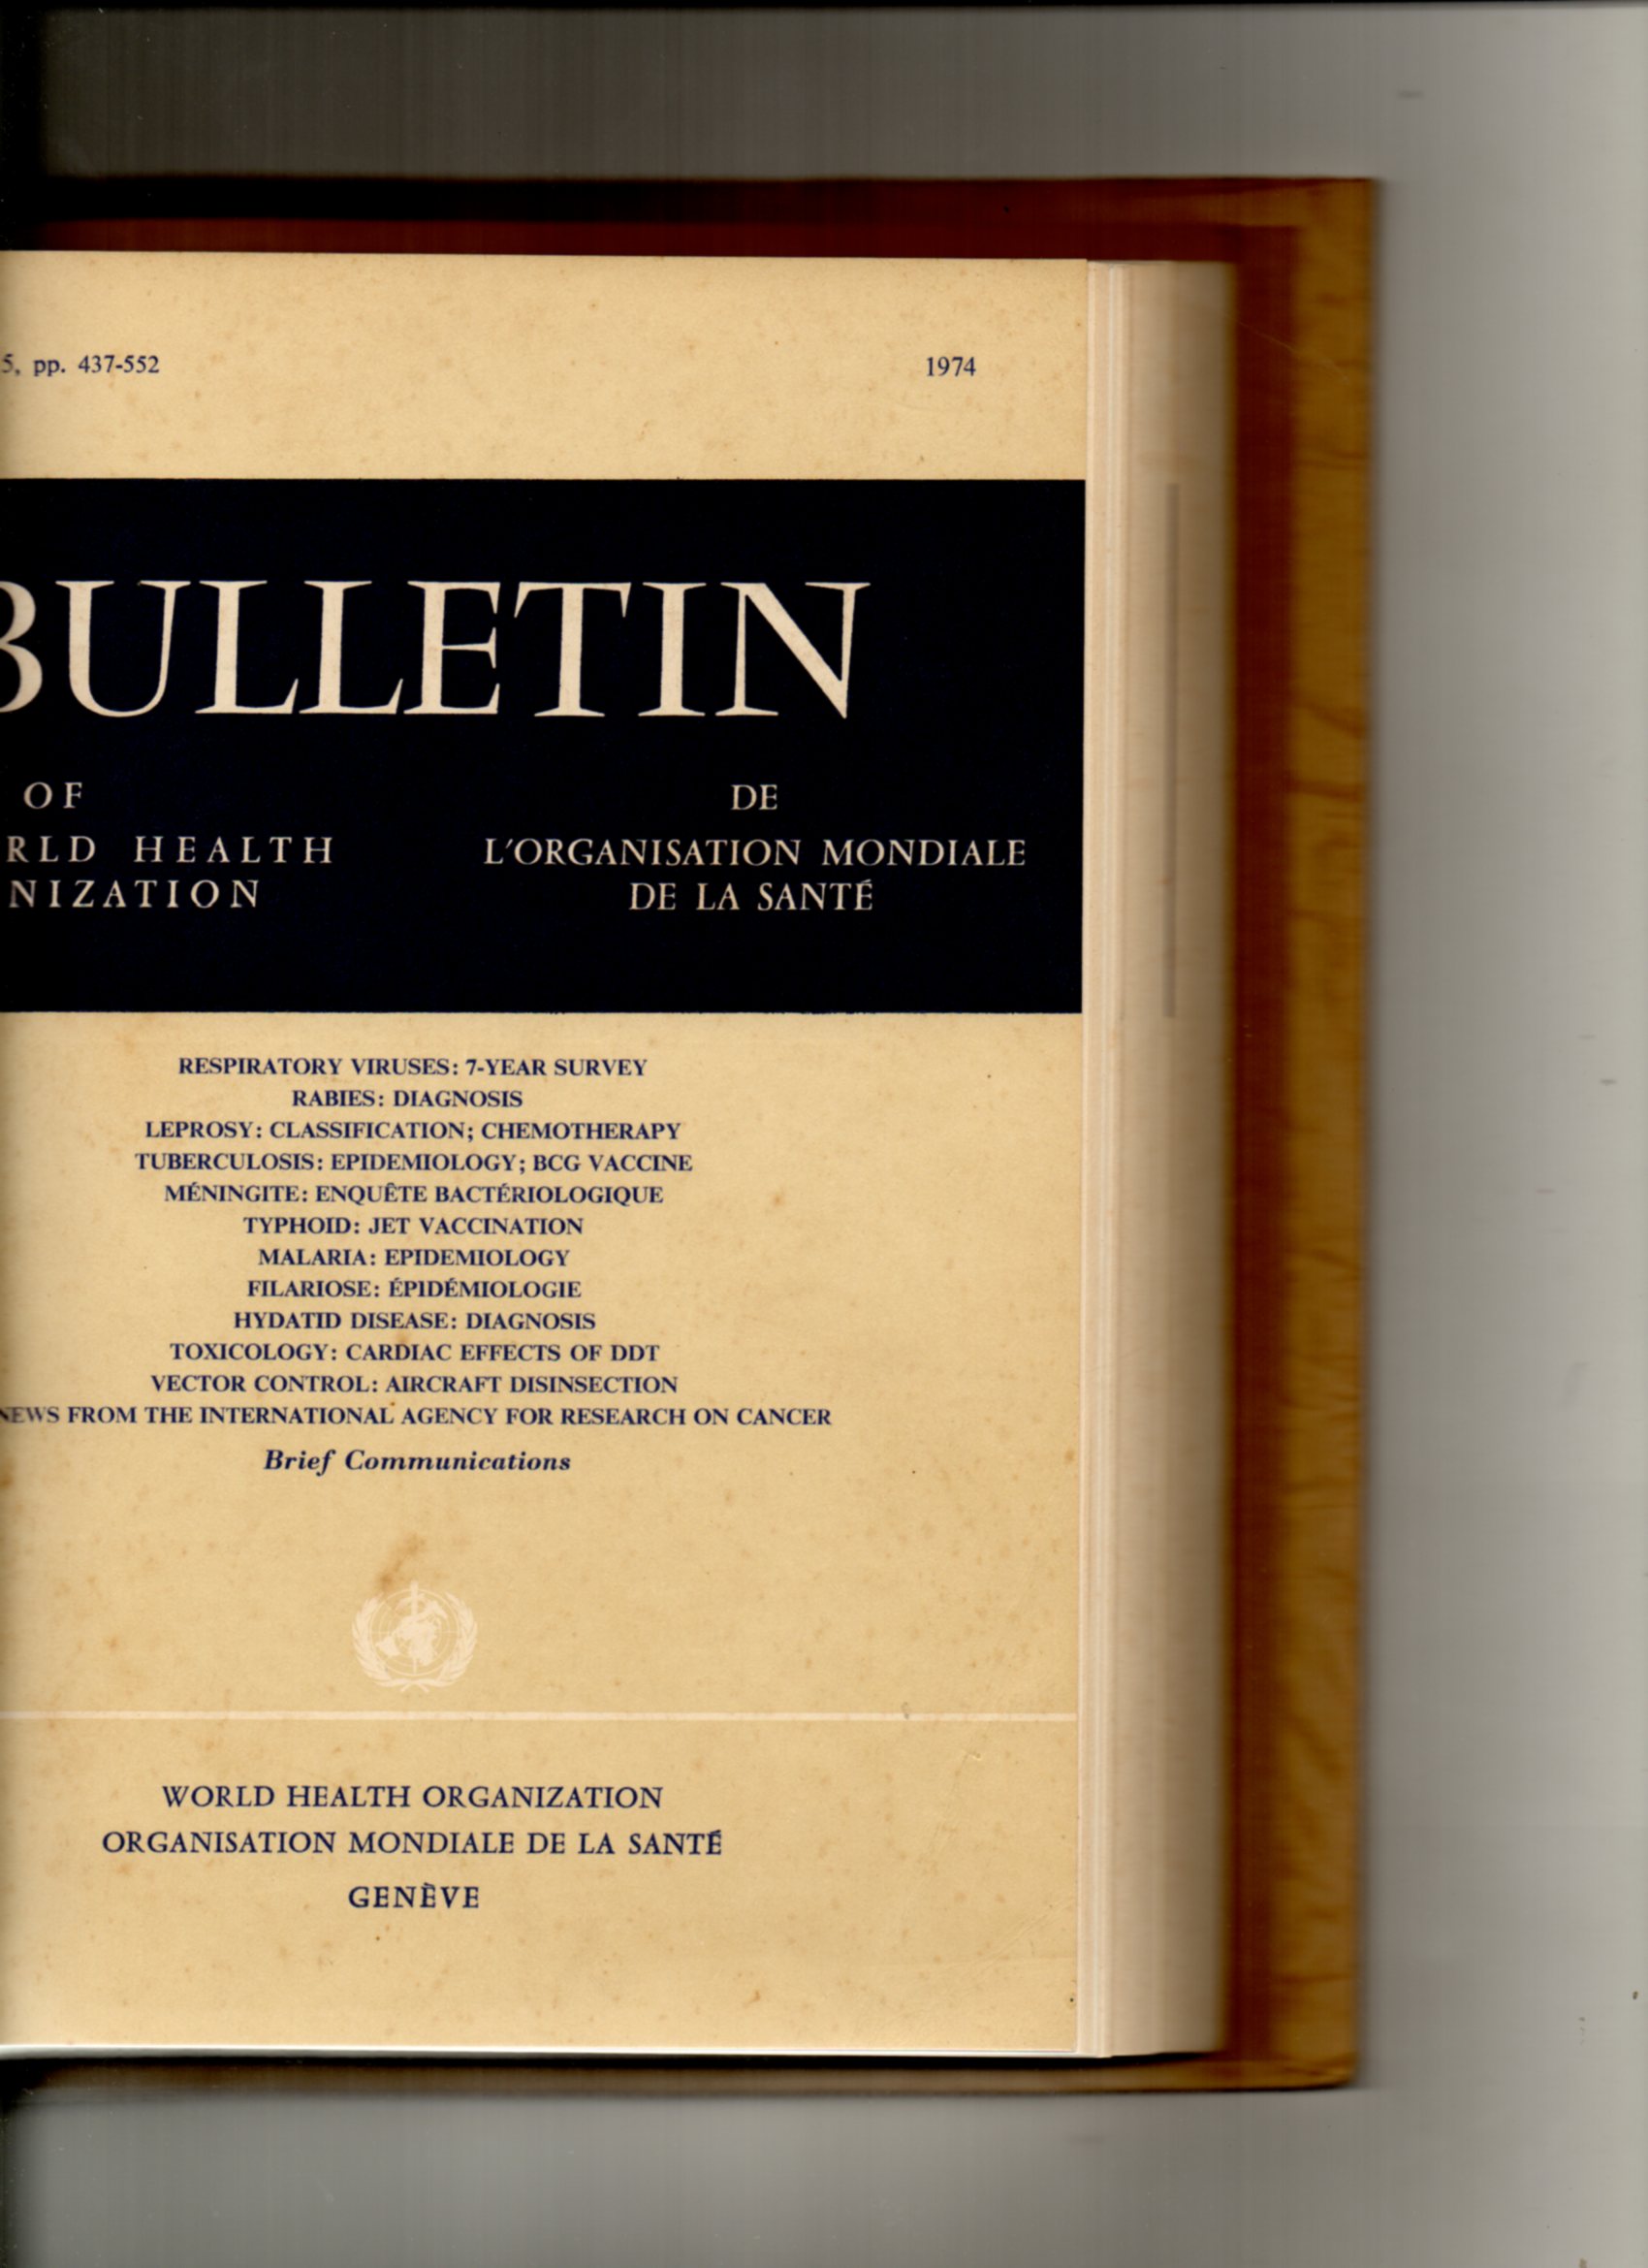 5, pp. 437-552 1974
BULLETIN
OF DE
RLD HEALTH L'ORGANISATION MONDIALE
NIZATION DE LA SANTÉ
RESPIRATORY VIRUSES: 7-YEAR SURVEY
RABIES: DIAGNOSIS
LEPROSY: CLASSIFICATION; CHEMOTHERAPY
TUBERCULOSIS: EPIDEMIOLOGY; BCG VACCINE
MÉNINGITE: ENQUÊTE BACTÉRIOLOGIQUE
TYPHOID: JET VACCINATION
MALARIA: EPIDEMIOLOGY
FILARIOSE: ÉPIDÉMIOLOGIE
HYDATID DISEASE: DIAGNOSIS
TOXICOLOGY: CARDIAC EFFECTS OF DDT
VECTOR CONTROL: AIRCRAFT DISINSECTION
NEWS FROM THE INTERNATIONAL AGENCY FOR RESEARCH ON CANCER
Brief Communications
WORLD HEALTH ORGANIZATION
ORGANISATION MONDIALE DE LA SANTÉ
GENÈVE